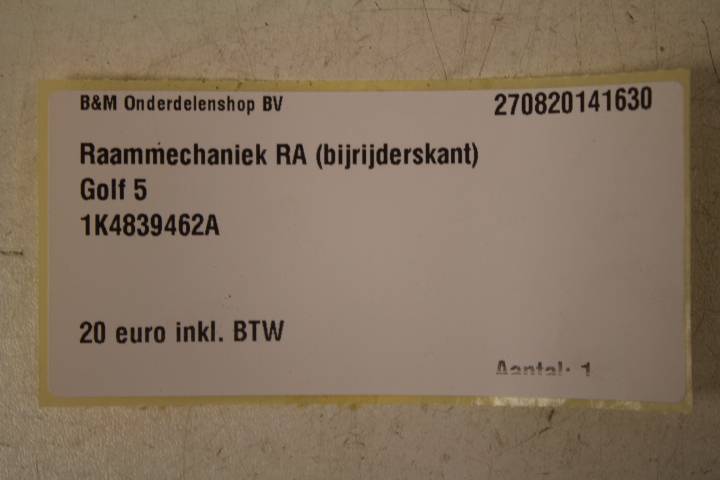 B&M Onderdelenshop BV
270820141630
Raammechaniek RA (bijrijderskant)
Golf 5
1K4839462A
20 euro inkl. BTW
Aantal: 1